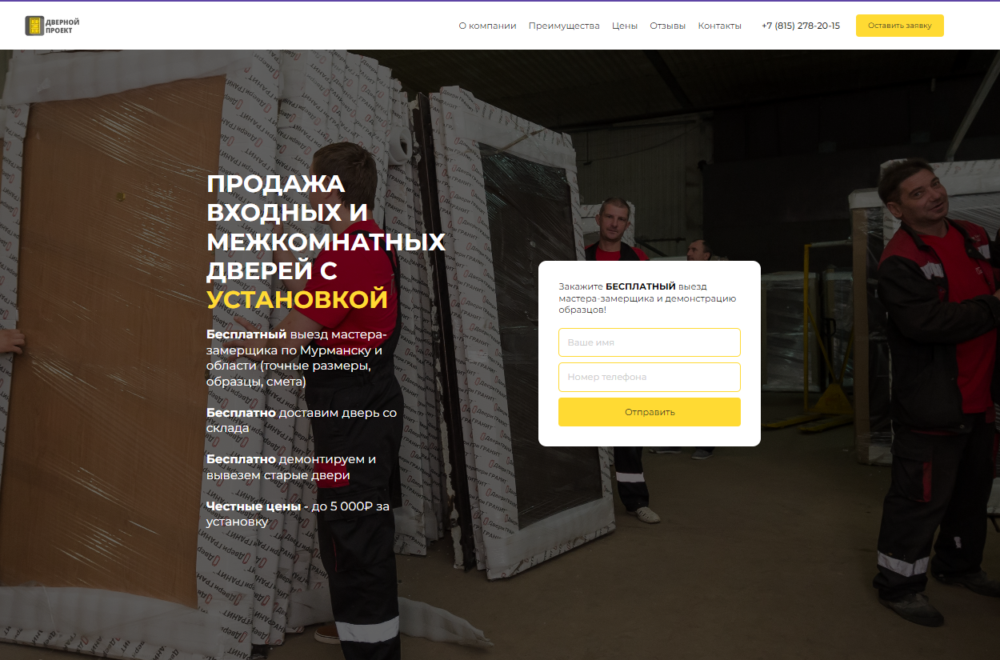 ДВЕРНОЙ
ПРОЕКТ
О компании Преимущества Цены Отзывы Контакты +7 (815) 278-20-15 Оставить заявку
ПРОДАЖА
ВХОДНЫХ И
МЕЖКОМНАТНЫХ
ДВЕРЕЙ С
УСТАНОВКОЙ
Бесплатный выезд мастера-
замерщика по Мурманску и
области (точные размеры,
образцы, смета)
Бесплатно доставим дверь со
склада
Бесплатно демонтируем и
вывезем старые двери
Честные цены - до 5 000₽ за
установку
Закажите БЕСПЛАТНЫЙ выезд
мастера-замерщика и демонстрацию
образцов!
Ваше имя
Номер телефона
Отправить
Двери ГРАНИТ